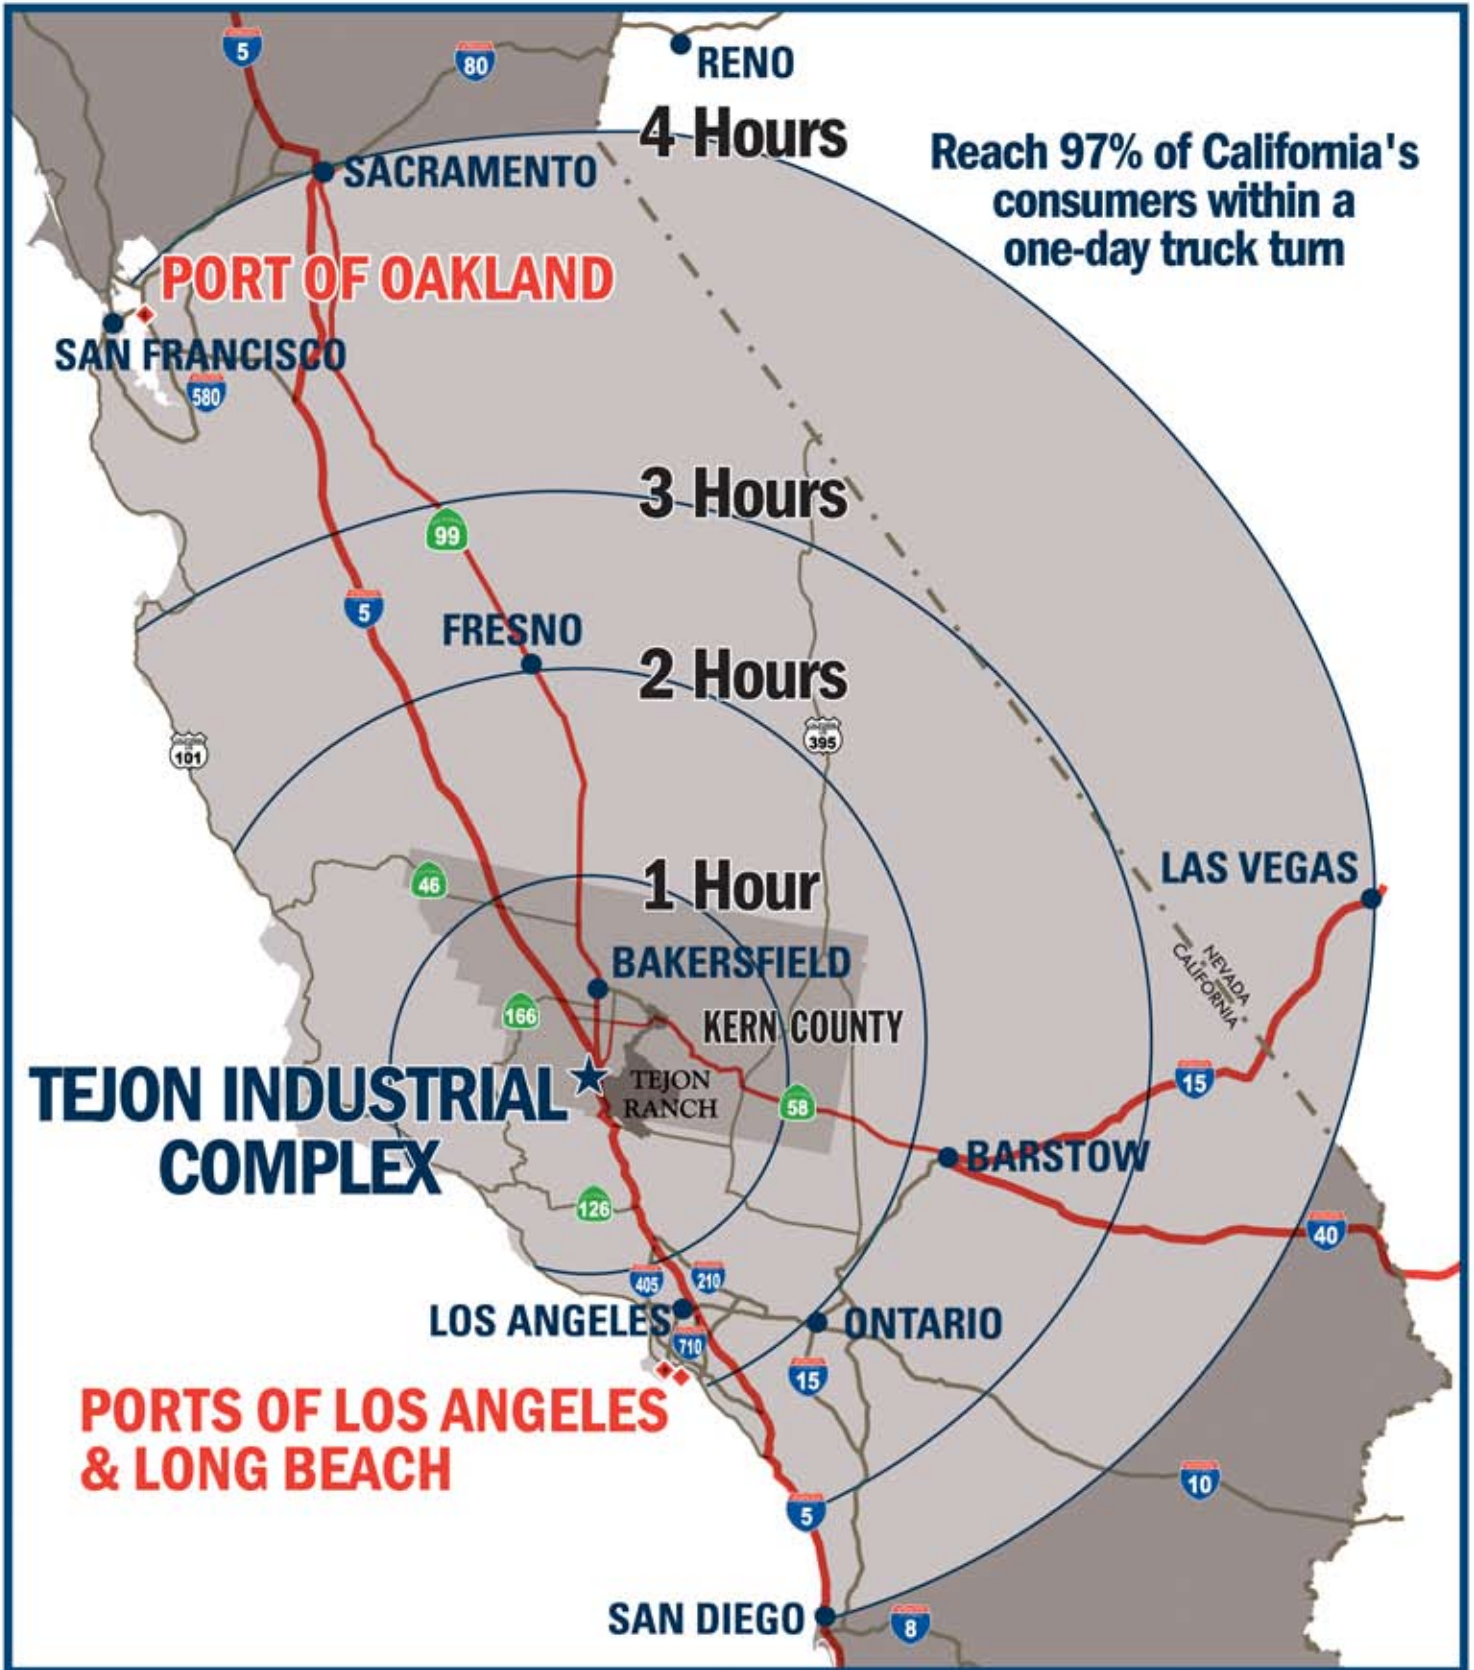 5
80
RENO
4 Hours
Reach 97% of California's
consumers within a
one-day truck turn
SACRAMENTO
PORT OF OAKLAND
SAN FRANCISCO
580
3 Hours
99
5
FRESNO
2 Hours
101
395
1 Hour
46
LAS VEGAS
BAKERSFIELD
NEVADA
CALIFORNIA
166
KERN COUNTY
TEJON INDUSTRIAL
COMPLEX
TEJON
RANCH
58
15
BARSTOW
126
40
405
210
LOS ANGELES
710
ONTARIO
15
PORTS OF LOS ANGELES
& LONG BEACH
10
5
SAN DIEGO
8